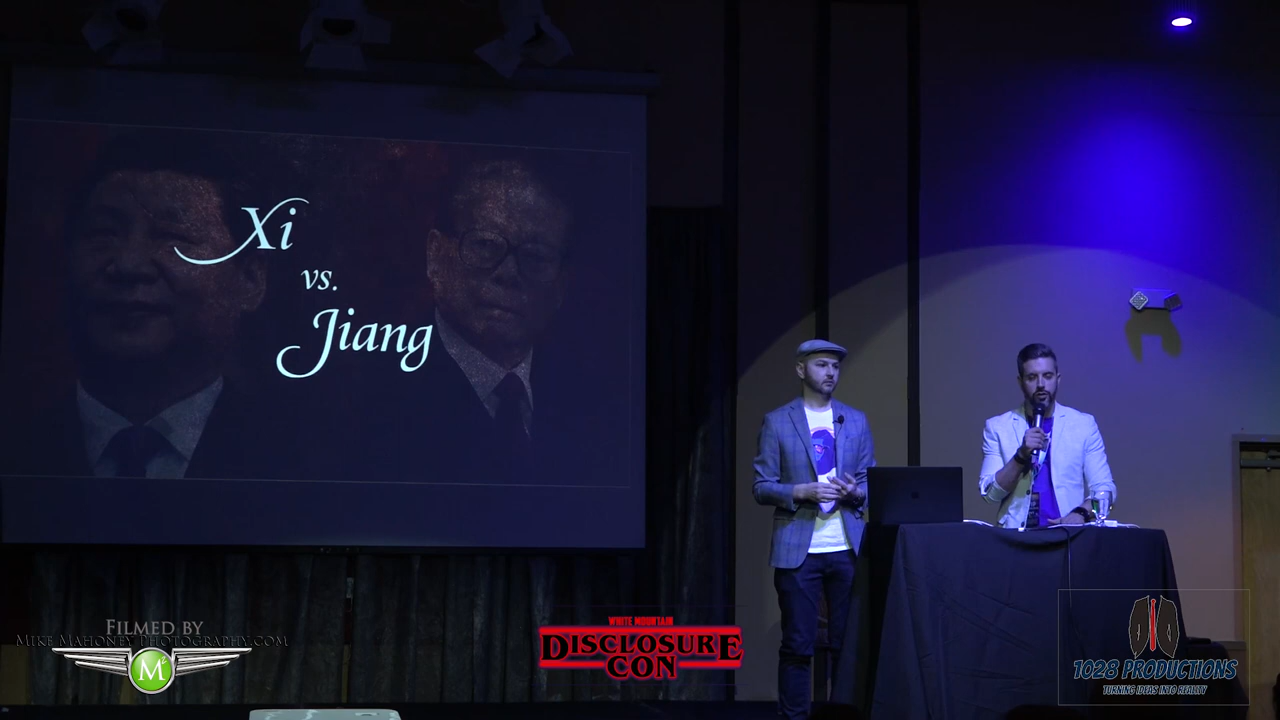 Xi
vs.
Jiang
FILMED BY
MIKE MAHONEY PHOTOGRAPHY.COM
M
WHITE MOUNTAIN
DISCLOSURE
CON
1028 PRODUCTIONS
TURNING IDEAS INTO REALITY